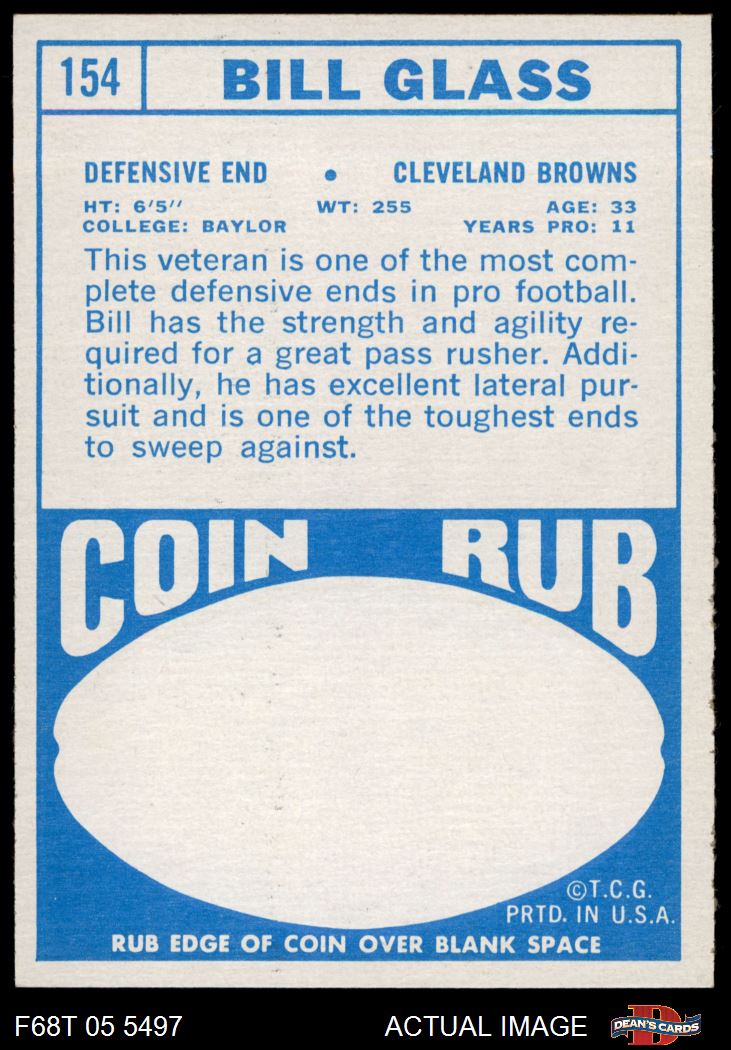 154 BILL GLASS
DEFENSIVE END • CLEVELAND BROWNS
HT: 6'5" WT: 255 AGE: 33
COLLEGE: BAYLOR YEARS PRO: 11
This veteran is one of the most com-
plete defensive ends in pro football.
Bill has the strength and agility re-
quired for a great pass rusher. Addi-
tionally, he has excellent lateral pur-
suit and is one of the toughest ends
to sweep against.
COIN RUB
©T.C.G.
PRTD. IN U.S.A.
RUB EDGE OF COIN OVER BLANK SPACE
F68T 05 5497 ACTUAL IMAGE D DEAN'S CARDS